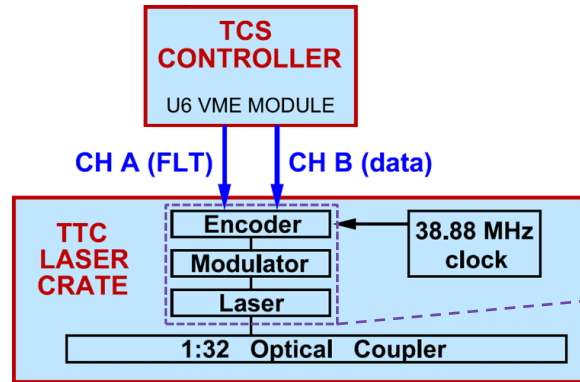 TCS
CONTROLLER
U6 VME MODULE
CH A (FLT)
CH B (data)
TTC
LASER
CRATE
Encoder
Modulator
Laser
38.88 MHz
clock
1:32 Optical Coupler